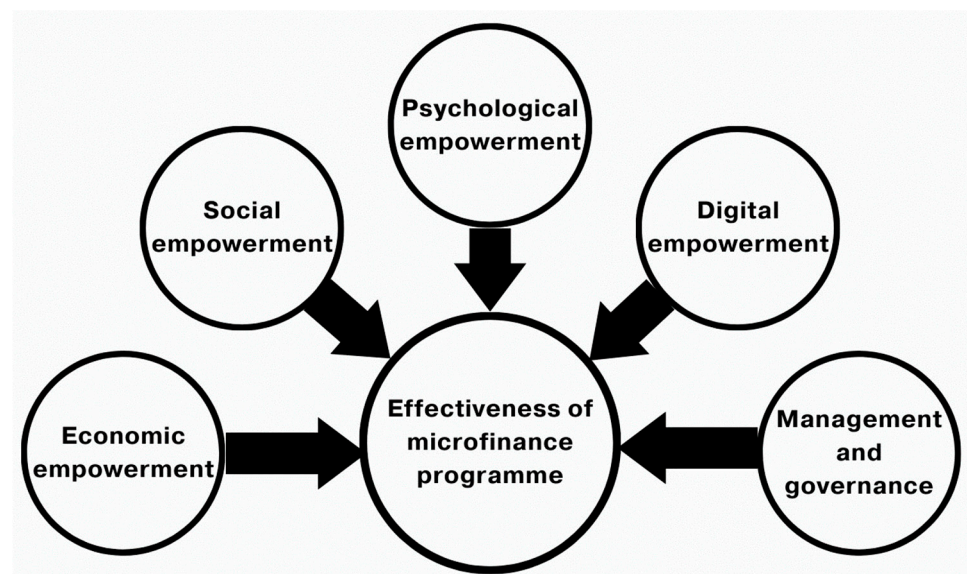 Psychological
empowerment
Social
empowerment
Digital
empowerment
Economic
empowerment
Effectiveness of
microfinance
programme
Management
and
governance